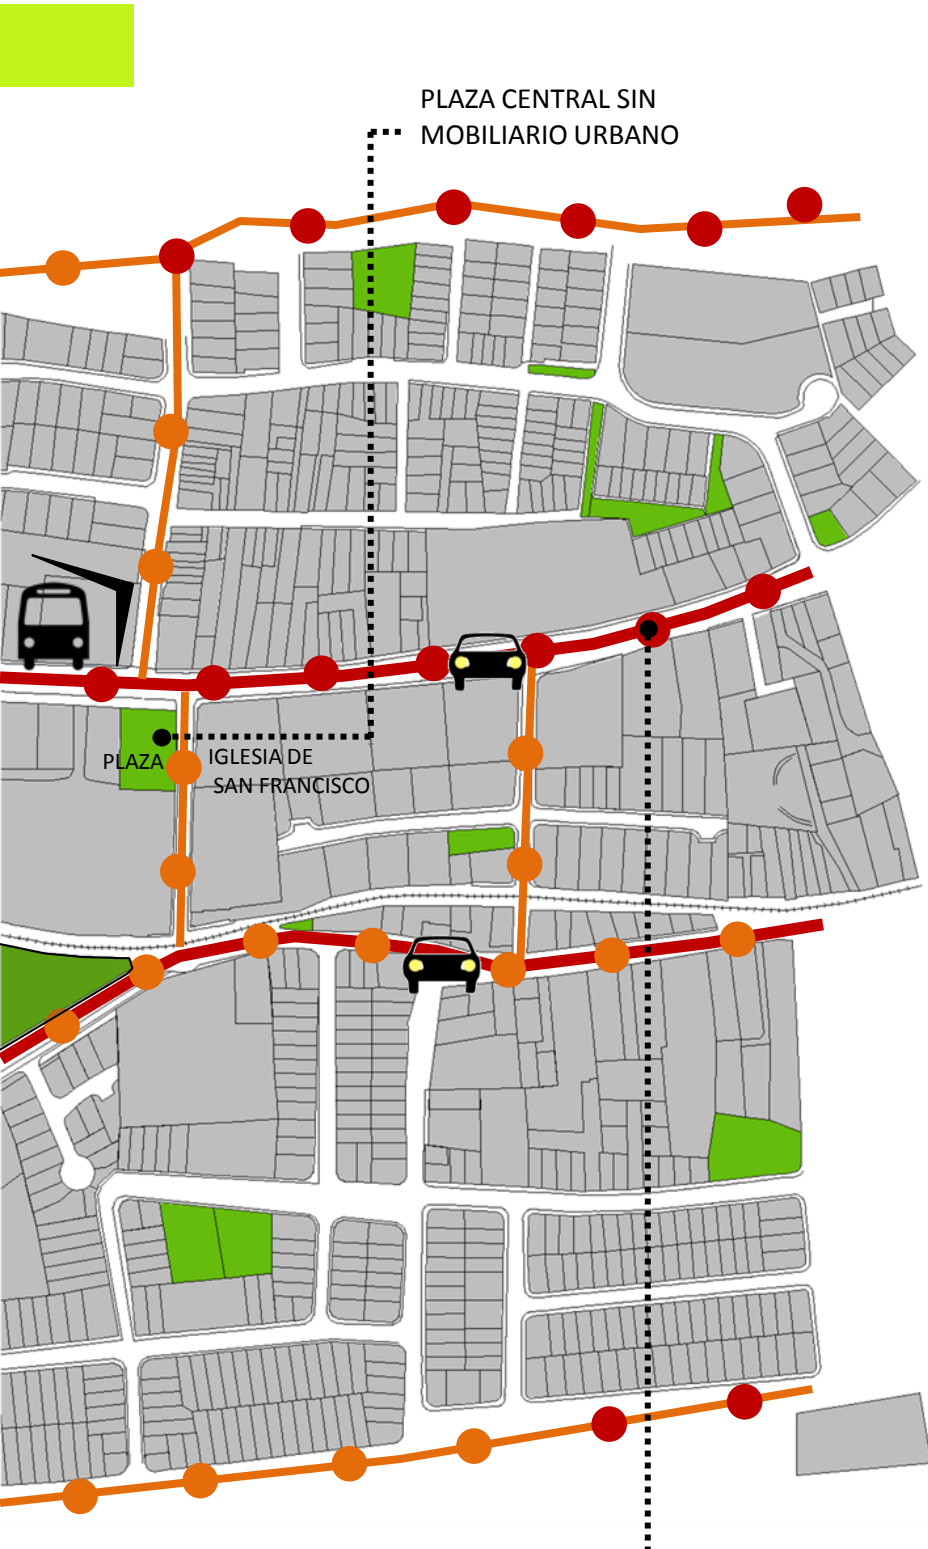 PLAZA CENTRAL SIN
MOBILIARIO URBANO
PLAZA
IGLESIA DE
SAN FRANCISCO